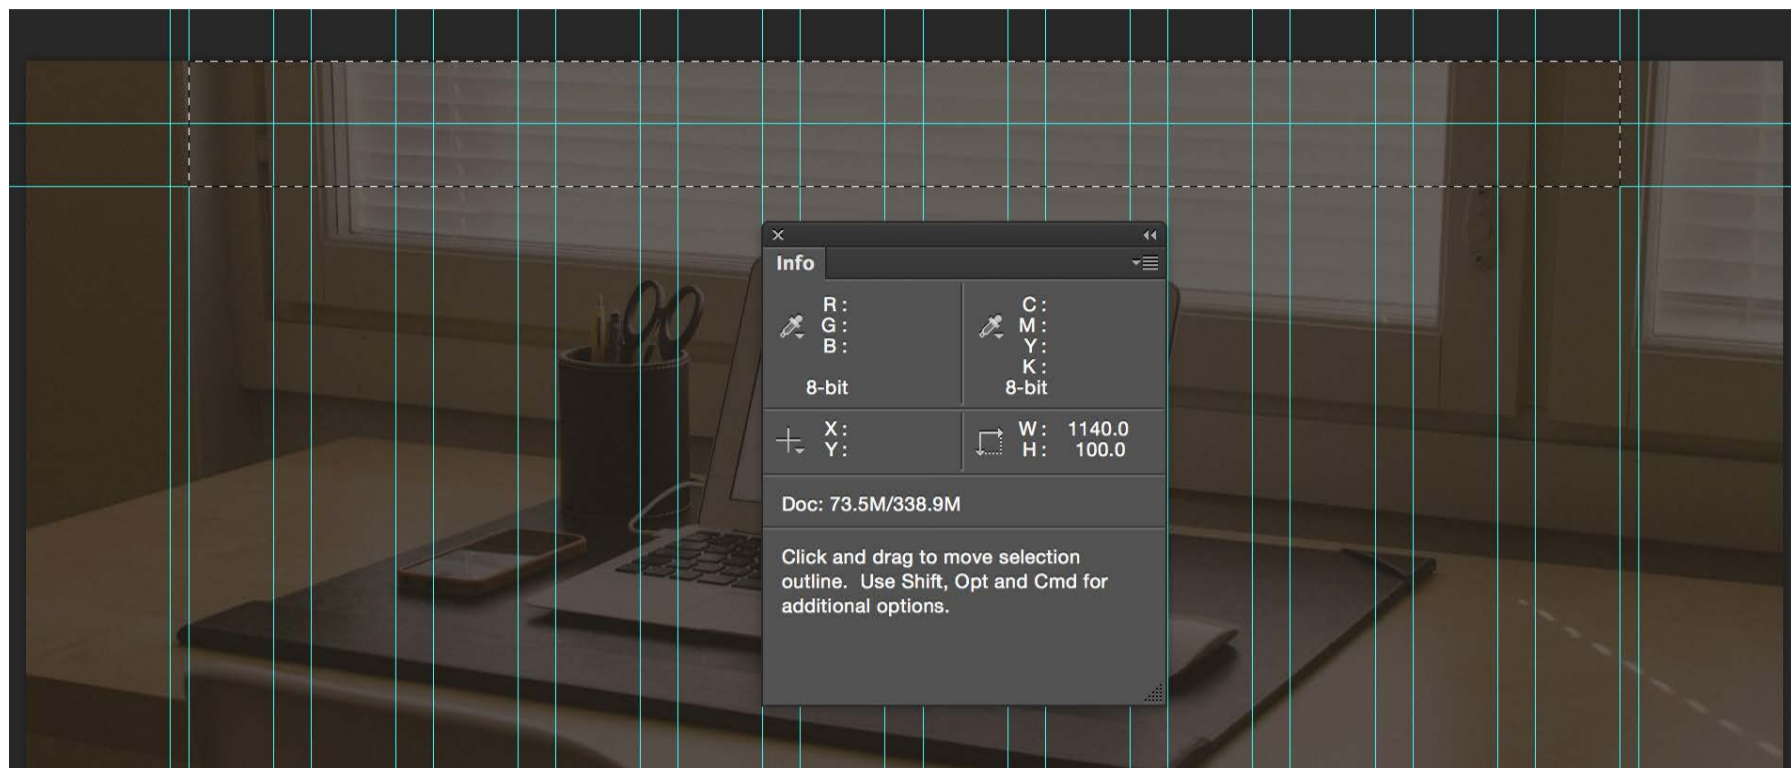 Info
R :
G :
B :
8-bit
C :
M :
Y :
K :
8-bit
X :
Y :
W : 1140.0
H : 100.0
Doc: 73.5M/338.9M
Click and drag to move selection
outline. Use Shift, Opt and Cmd for
additional options.